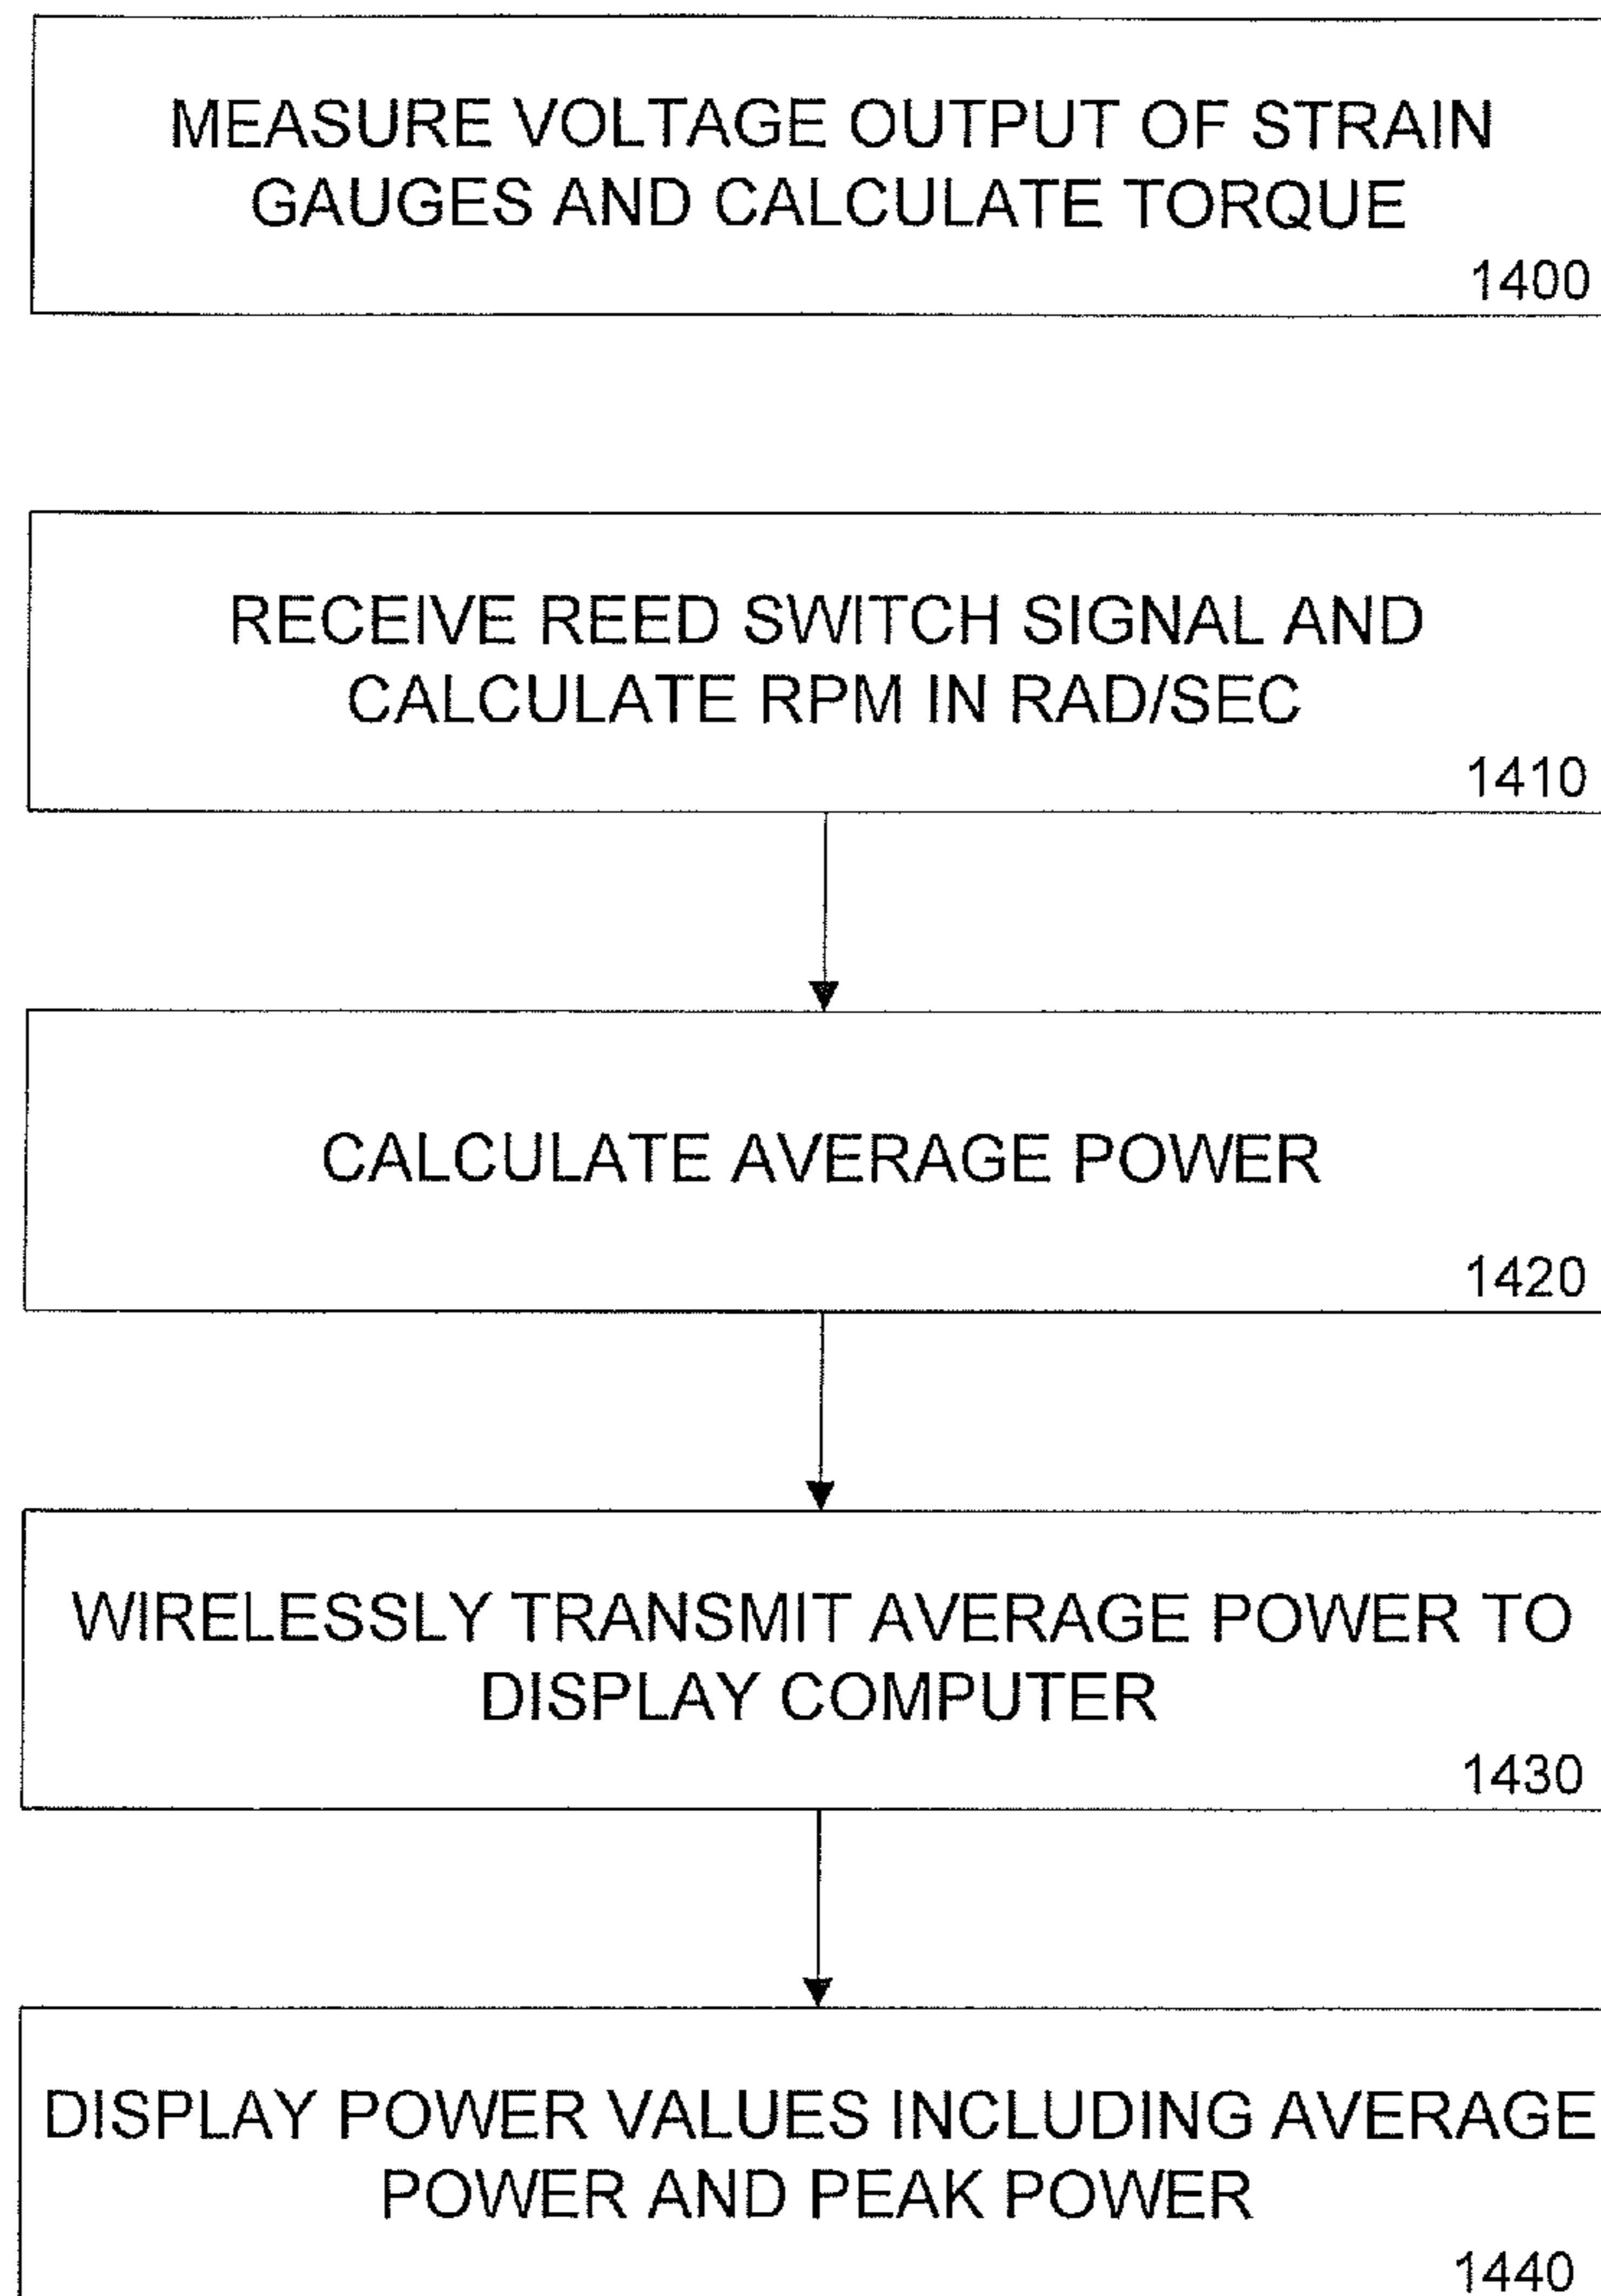 MEASURE VOLTAGE OUTPUT OF STRAIN
GAUGES AND CALCULATE TORQUE
1400
RECEIVE REED SWITCH SIGNAL AND
CALCULATE RPM IN RAD/SEC
1410
CALCULATE AVERAGE POWER
1420
WIRELESSLY TRANSMIT AVERAGE POWER TO
DISPLAY COMPUTER
1430
DISPLAY POWER VALUES INCLUDING AVERAGE
POWER AND PEAK POWER
1440